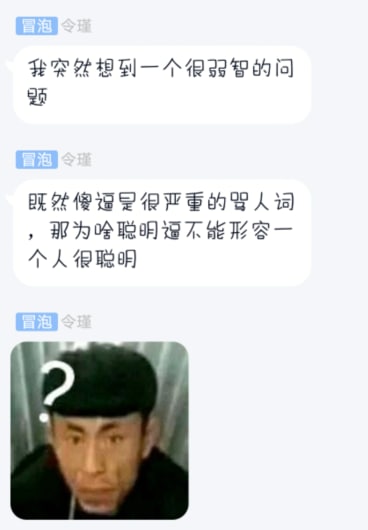 冒泡 令瑾
我突然想到一个很弱智的问
题
冒泡 令瑾
既然傻逼是很严重的骂人词
，那为啥聪明逼不能形容一
个人很聪明
冒泡 令瑾
?